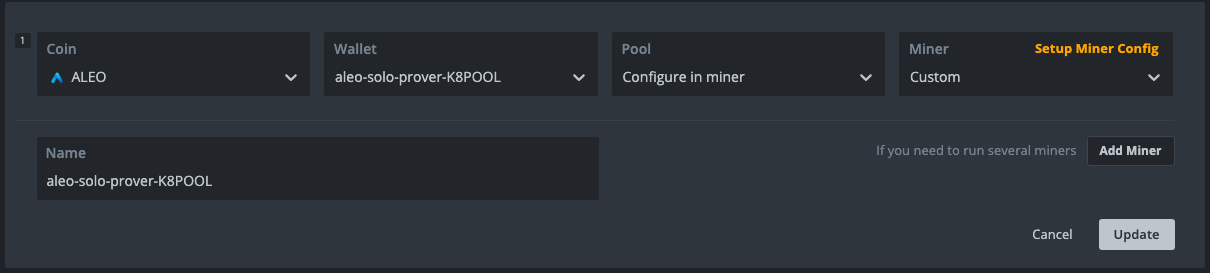 1
Coin
ALEO
Wallet
aleo-solo-prover-K8POOL
Pool
Configure in miner
Miner
Setup Miner Config
Custom
Name
aleo-solo-prover-K8POOL
If you need to run several miners
Add Miner
Cancel
Update